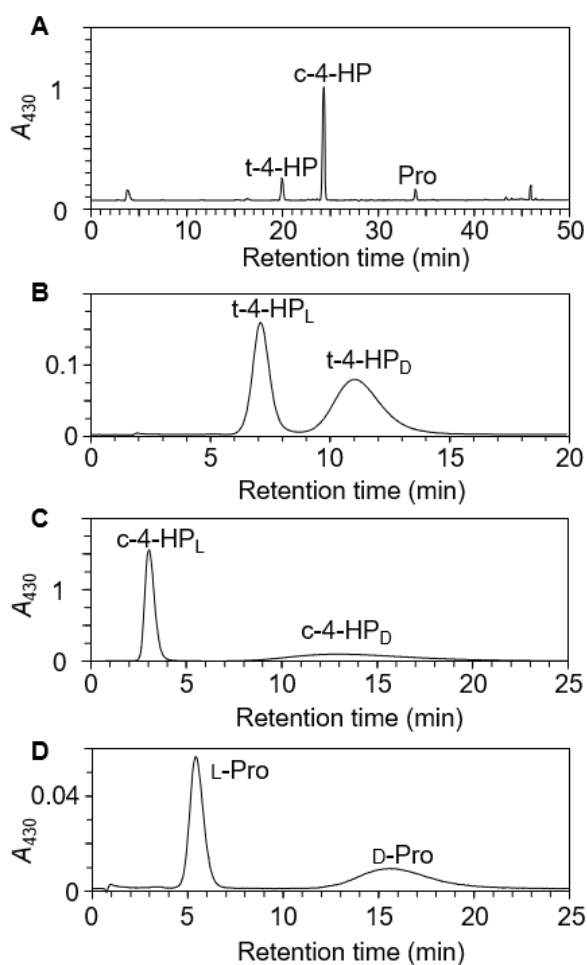 A
c-4-HP
1
t-4-HP
Pro
A430
0
0 10 20 30 40 50
Retention time (min)
B
t-4-HPL
t-4-HPD
0.1
0
0 5 10 15 20
Retention time (min)
C
c-4-HPL
A430
1
c-4-HPD
0
0 5 10 15 20 25
Retention time (min)
D
L-Pro
0.04
A430
D-Pro
0
0 5 10 15 20 25
Retention time (min)